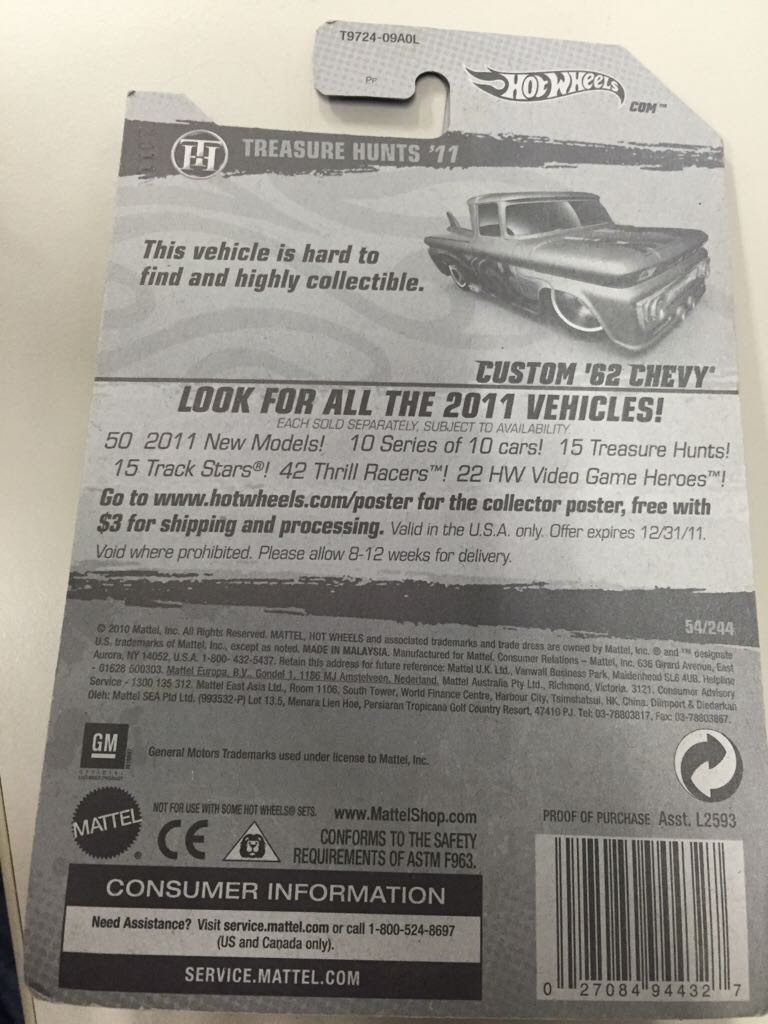 T9724-09A0L
Pp
HOT WHEELS
COM™
TH TREASURE HUNTS '11
This vehicle is hard to
find and highly collectible.
CUSTOM '62 CHEVY®
LOOK FOR ALL THE 2011 VEHICLES!
EACH SOLD SEPARATELY, SUBJECT TO AVAILABILITY.
50 2011 New Models! 10 Series of 10 cars! 15 Treasure Hunts!
15 Track Stars®! 42 Thrill Racers™! 22 HW Video Game Heroes™!
Go to www.hotwheels.com/poster for the collector poster, free with
$3 for shipping and processing. Valid in the U.S.A. only. Offer expires 12/31/11.
Void where prohibited. Please allow 8-12 weeks for delivery.
54/244
© 2010 Mattel, Inc. All Rights Reserved. MATTEL, HOT WHEELS and associated trademarks and trade dress are owned by Mattel, Inc. ® and ™ designate
U.S. trademarks of Mattel, Inc., except as noted. MADE IN MALAYSIA. Manufactured for Mattel. Consumer Relations – Mattel, Inc. 636 Girard Avenue, East
Aurora, NY 14052, U.S.A. 1-800- 432-5437. Retain this address for future reference: Mattel U.K. Ltd., Vanwall Business Park, Maidenhead SL6 4UB. Helpline
- 01628 500303. Mattel Europa, B.V., Gondel 1, 1186 MJ Amstelveen, Nederland. Mattel Australia Pty Ltd., Richmond, Victoria. 3121. Consumer Advisory
Service - 1300 135 312. Mattel East Asia Ltd., Room 1106, South Tower, World Finance Centre, Harbour City, Tsimshatsui, HK, China. Diimport & Diedarkan
Oleh: Mattel SEA Ptd Ltd. (993532-P) Lot 13.5, Menara Lien Hoe, Persiaran Tropicana Golf Country Resort, 47410 PJ. Tel: 03-78803817, Fax: 03-78803867.
GM
OFFICIAL
LICENSED PRODUCT
General Motors Trademarks used under license to Mattel, Inc.
MATTEL®
NOT FOR USE WITH SOME HOT WHEELS® SETS.
www.MattelShop.com
CE
CONFORMS TO THE SAFETY
REQUIREMENTS OF ASTM F963.
PROOF OF PURCHASE Asst. L2593
CONSUMER INFORMATION
Need Assistance? Visit service.mattel.com or call 1-800-524-8697
(US and Canada only).
SERVICE.MATTEL.COM
0 27084 94432 7